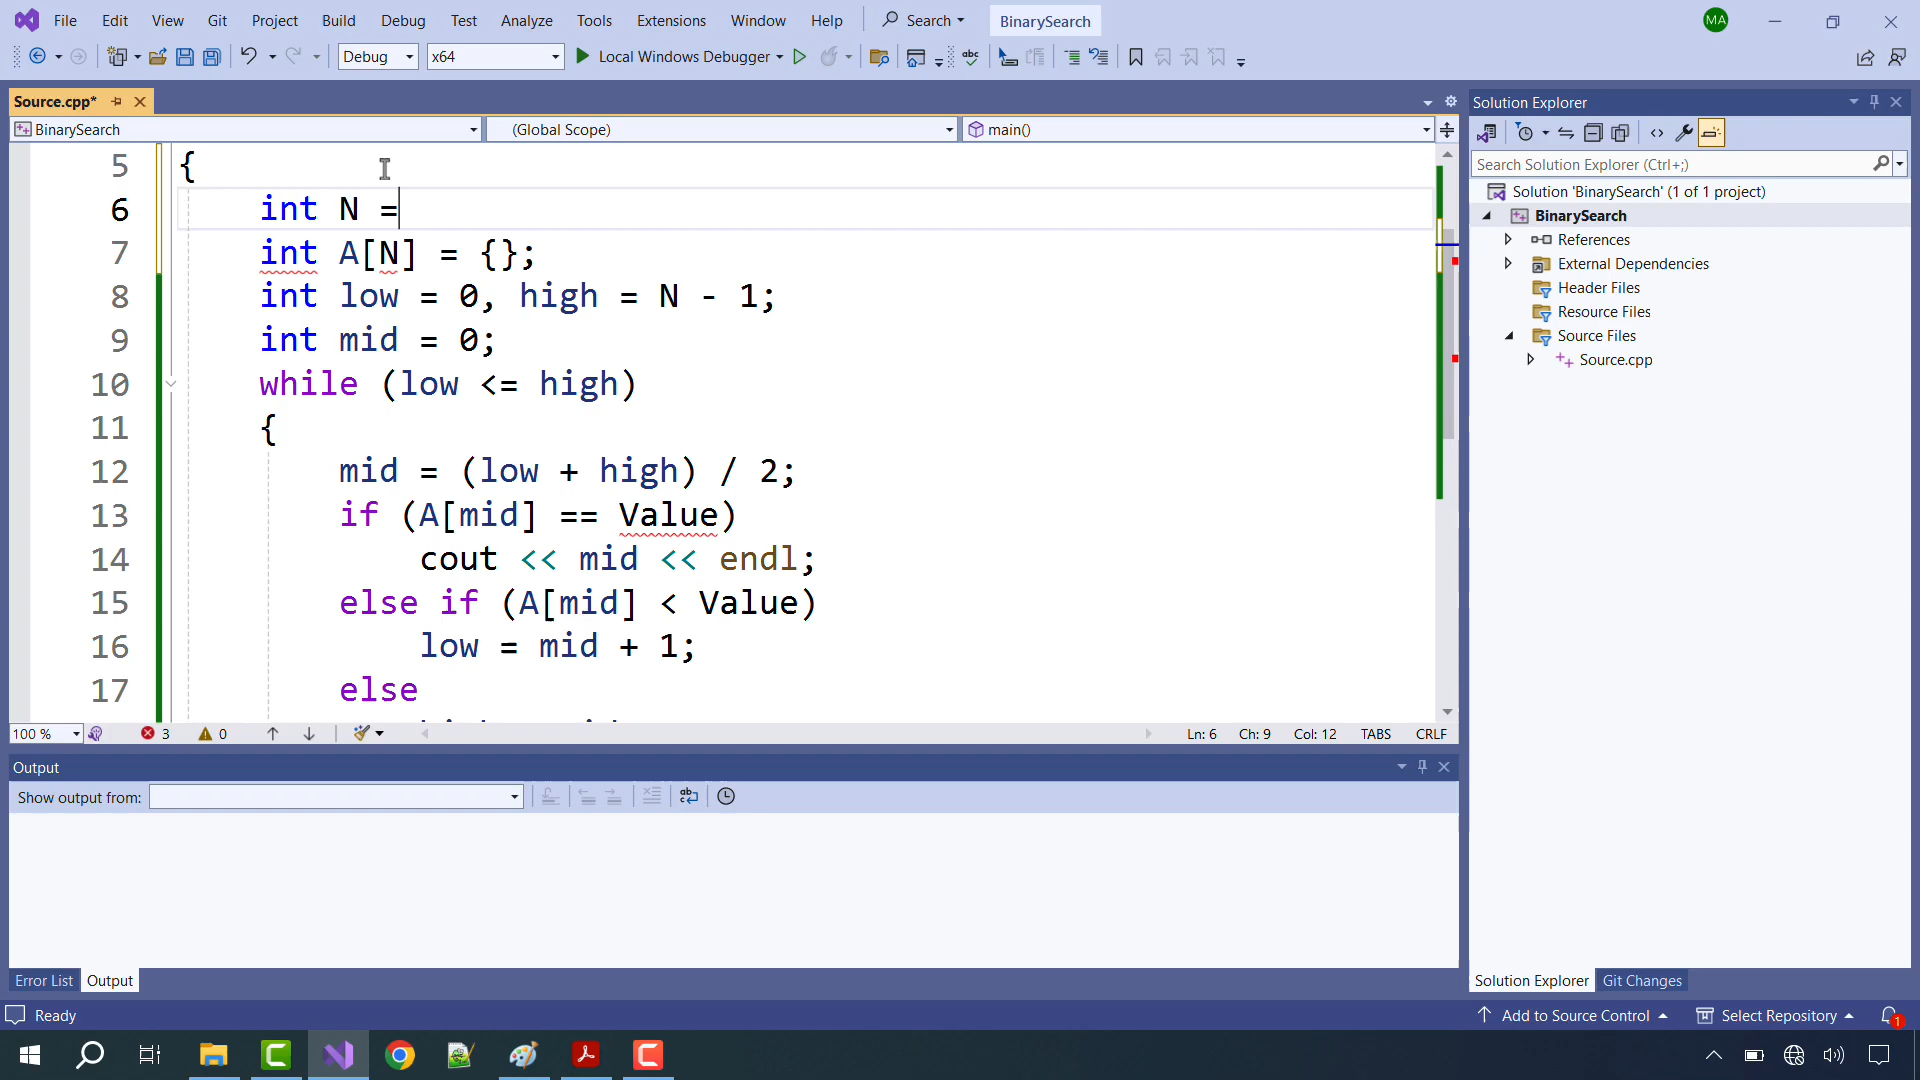 File Edit View Git Project Build Debug Test Analyze Tools Extensions Window Help Search BinarySearch MA
Debug x64 Local Windows Debugger
Source.cpp*
BinarySearch (Global Scope) main()
5 {
6 int N =
7 int A[N] = {};
8 int low = 0, high = N - 1;
9 int mid = 0;
10 while (low <= high)
11 {
12 mid = (low + high) / 2;
13 if (A[mid] == Value)
14 cout << mid << endl;
15 else if (A[mid] < Value)
16 low = mid + 1;
17 else
100 % 3 0 Ln: 6 Ch: 9 Col: 12 TABS CRLF
Output
Show output from:
Error List Output
Solution Explorer
Search Solution Explorer (Ctrl+;)
Solution 'BinarySearch' (1 of 1 project)
BinarySearch
References
External Dependencies
Header Files
Resource Files
Source Files
Source.cpp
Solution Explorer Git Changes
Ready Add to Source Control Select Repository 1